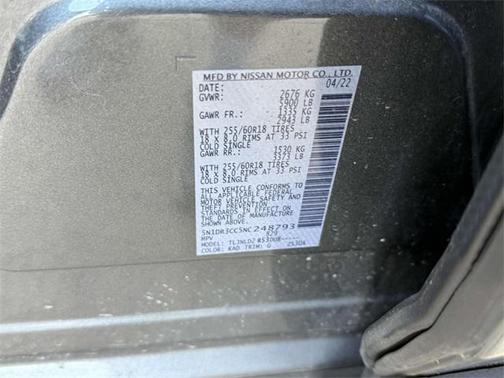 MFD BY NISSAN MOTOR CO., LTD.
DATE: 04/22
GVWR: 2676 KG
5900 LB
GAWR FR.: 1335 KG
2943 LB
WITH 255/60R18 TIRES
18 X 8.0 RIMS AT 33 PSI
COLD SINGLE
GAWR RR.: 1530 KG
3373 LB
WITH 255/60R18 TIRES
18 X 8.0 RIMS AT 33 PSI
COLD SINGLE
THIS VEHICLE CONFORMS TO
ALL APPLICABLE FEDERAL
MOTOR VEHICLE SAFETY AND
THEFT PREVENTION
STANDARDS IN EFFECT ON
THE DATE OF MANUFACTURE
SHOWN ABOVE.
5N1DR3CC5NC248793
MPV 829
MODEL:
COLOR: KAD TRIM: G